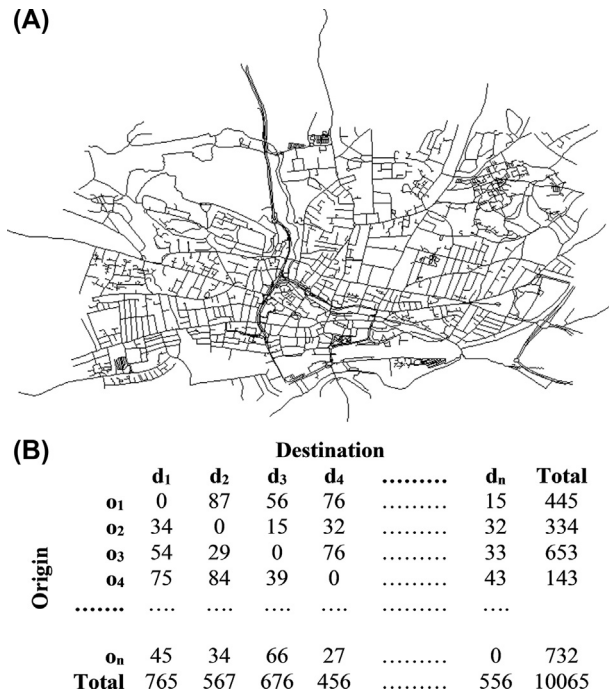 (A)
(B)
Destination
d₁ d₂ d₃ d₄ ……… dₙ Total
o₁ 0 87 56 76 ……… 15 445
o₂ 34 0 15 32 ……… 32 334
o₃ 54 29 0 76 ……… 33 653
o₄ 75 84 39 0 ……… 43 143
Origin
……. …. …. …. …. ……… ….
oₙ 45 34 66 27 ……… 0 732
Total 765 567 676 456 ……… 556 10065